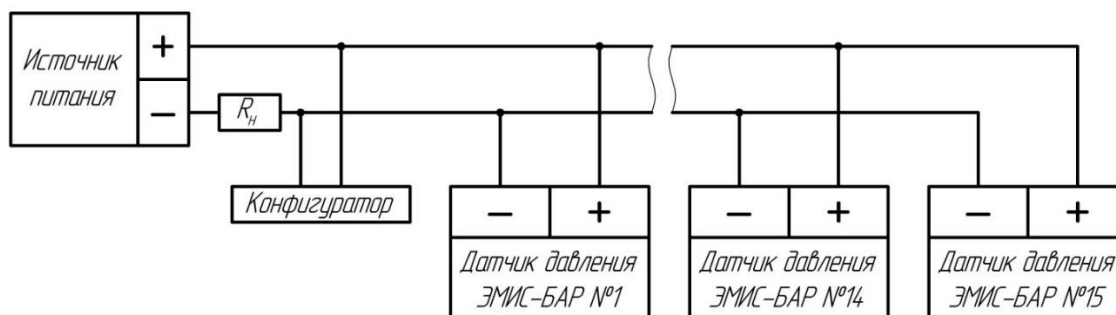 Источник
питания
+
−
Rн
Конфигуратор
− +
Датчик давления
ЭМИС-БАР №1
− +
Датчик давления
ЭМИС-БАР №14
− +
Датчик давления
ЭМИС-БАР №15